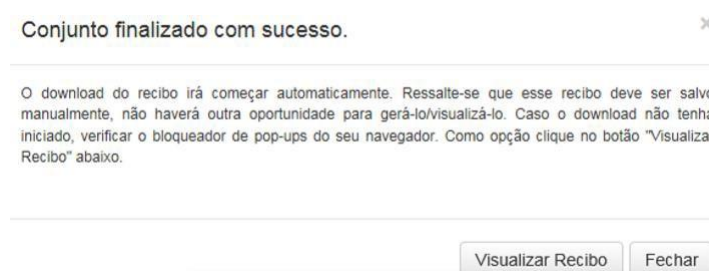 Conjunto finalizado com sucesso.
O download do recibo irá começar automaticamente. Ressalte-se que esse recibo deve ser salvo
manualmente, não haverá outra oportunidade para gerá-lo/visualizá-lo. Caso o download não tenha
iniciado, verificar o bloqueador de pop-ups do seu navegador. Como opção clique no botão "Visualiza
Recibo" abaixo.
Visualizar Recibo Fechar